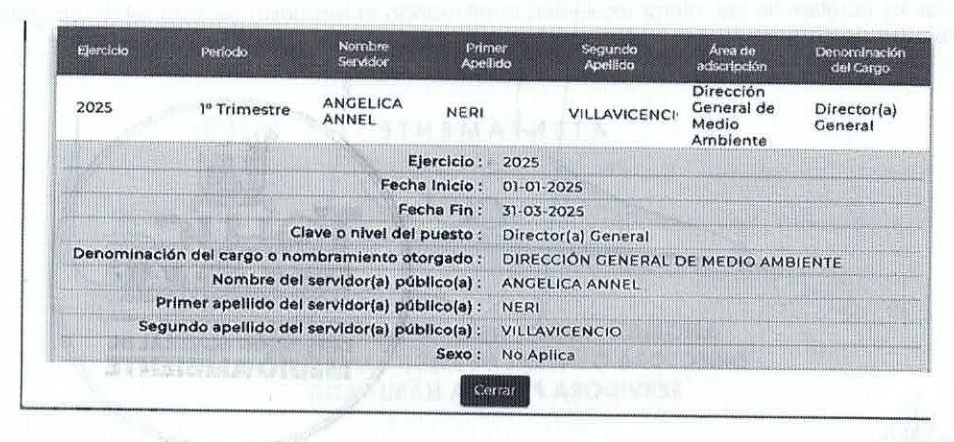 Ejercicio Periodo Nombre Servidor Primer Apellido Segundo Apellido Área de adscripción Denominación del Cargo
2025 1º Trimestre ANGELICA ANNEL NERI VILLAVICENCI Dirección General de Medio Ambiente Director(a) General
Ejercicio : 2025
Fecha Inicio : 01-01-2025
Fecha Fin : 31-03-2025
Clave o nivel del puesto : Director(a) General
Denominación del cargo o nombramiento otorgado : DIRECCIÓN GENERAL DE MEDIO AMBIENTE
Nombre del servidor(a) público(a) : ANGELICA ANNEL
Primer apellido del servidor(a) público(a) : NERI
Segundo apellido del servidor(a) público(a) : VILLAVICENCIO
Sexo : No Aplica
Cerrar